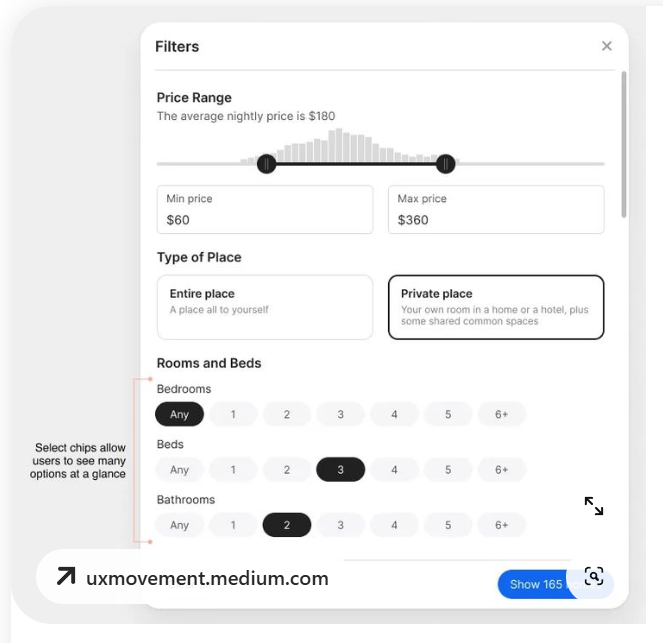 Filters
Price Range
The average nightly price is $180
Min price
$60
Max price
$360
Type of Place
Entire place
A place all to yourself
Private place
Your own room in a home or a hotel, plus
some shared common spaces
Rooms and Beds
Bedrooms
Any 1 2 3 4 5 6+
Beds
Any 1 2 3 4 5 6+
Bathrooms
Any 1 2 3 4 5 6+
Select chips allow
users to see many
options at a glance
uxmovement.medium.com
Show 165